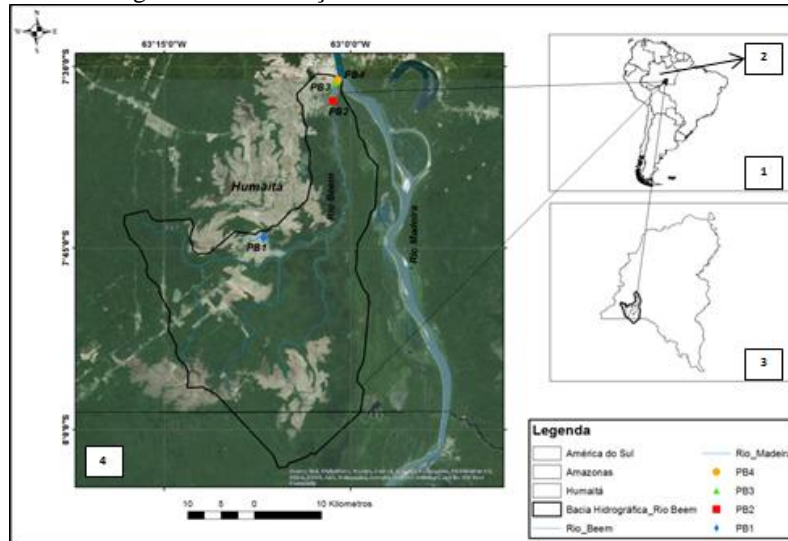 63°15'0"W
63°0'0"W
7°30'0"S
7°45'0"S
8°0'0"S
PB4
PB3
PB2
Humaitá
Rio Beem
PB1
Rio Madeira
4
10 5 0 10 Kilometros
2
1
3
Legenda
América do Sul
Amazonas
Humaitá
Bacia Hidrográfica_Rio Beem
Rio_Beem
Rio_Madeira
PB4
PB3
PB2
PB1